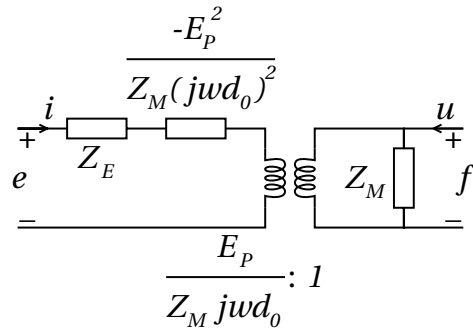 -E_P^2
Z_M(jwd_0)^2
i
u
+
+
Z_E
e
Z_M
f
−
−
E_P
Z_M jwd_0
: 1